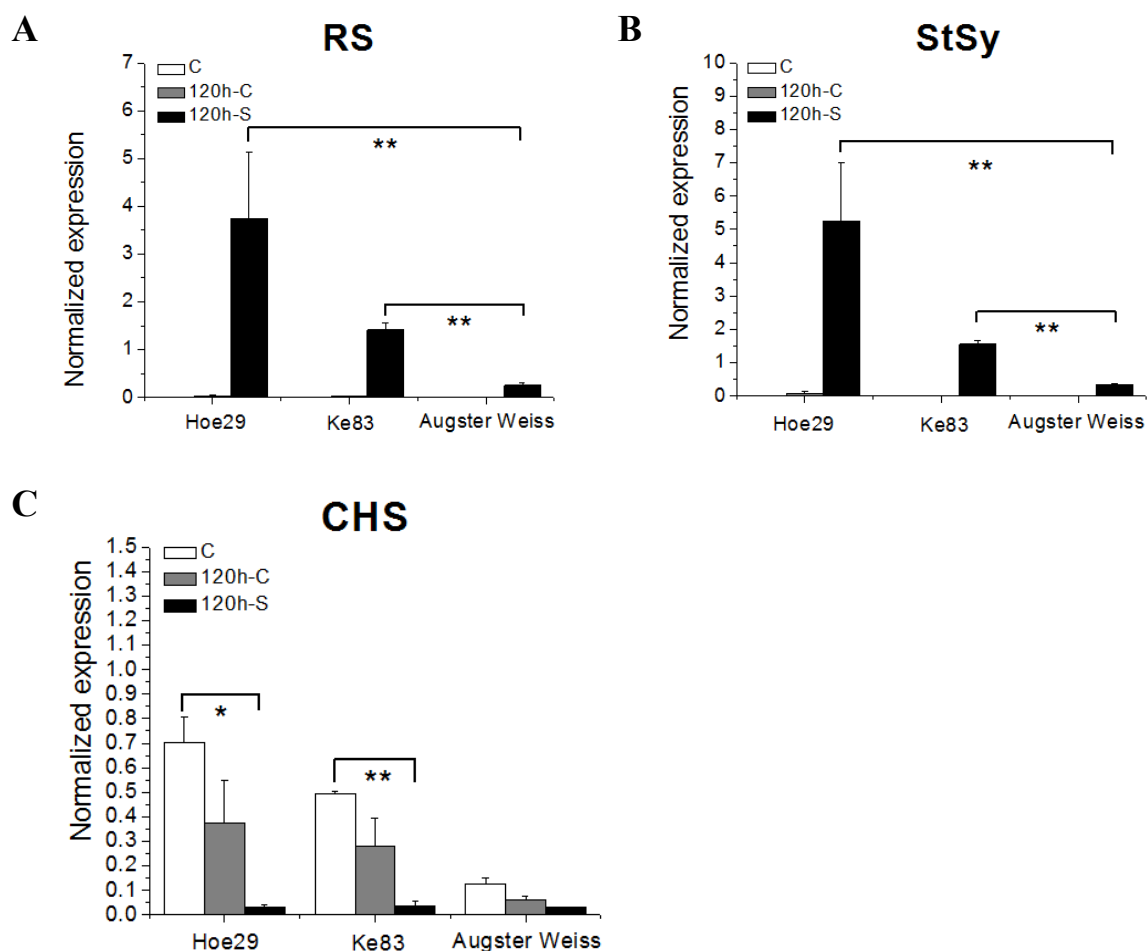 A
RS
Normalized expression
7
6
5
4
3
2
1
0
C
120h-C
120h-S
**
**
Hoe29 Ke83 Augster Weiss
B
StSy
Normalized expression
10
9
8
7
6
5
4
3
2
1
0
C
120h-C
120h-S
**
**
Hoe29 Ke83 Augster Weiss
C
CHS
Normalized expression
1.5
1.4
1.3
1.2
1.1
1.0
0.9
0.8
0.7
0.6
0.5
0.4
0.3
0.2
0.1
0.0
C
120h-C
120h-S
*
**
Hoe29 Ke83 Augster Weiss